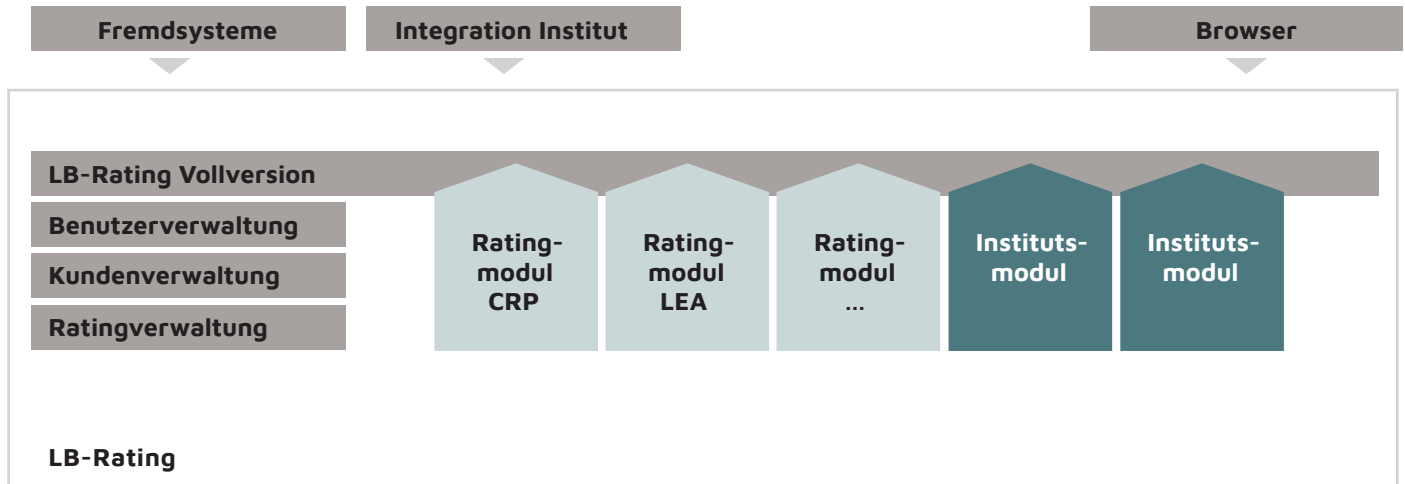 Fremdsysteme
Integration Institut
Browser
LB-Rating Vollversion
Benutzerverwaltung
Kundenverwaltung
Ratingverwaltung
Rating-
modul
CRP
Rating-
modul
LEA
Rating-
modul
...
Instituts-
modul
Instituts-
modul
LB-Rating